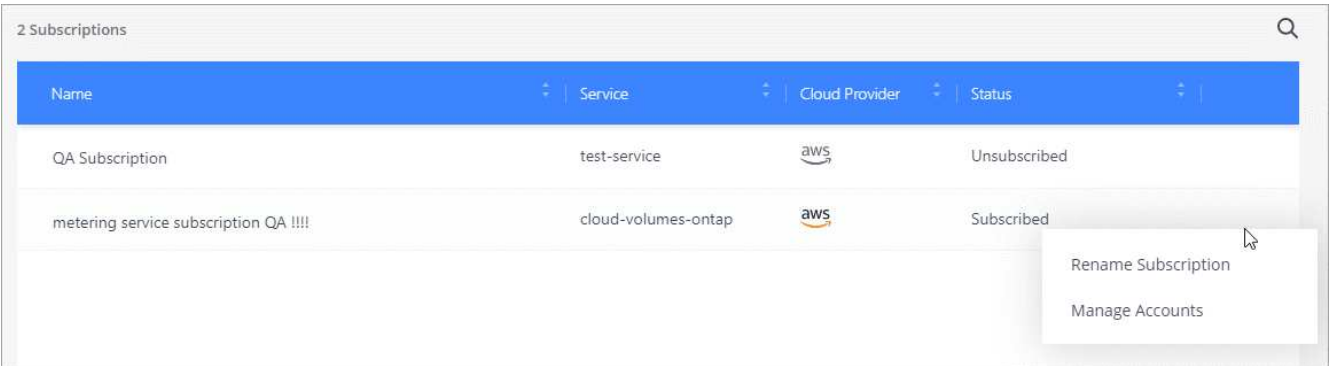 2 Subscriptions
Name Service Cloud Provider Status
QA Subscription test-service aws Unsubscribed
metering service subscription QA !!!! cloud-volumes-ontap aws Subscribed
Rename Subscription
Manage Accounts